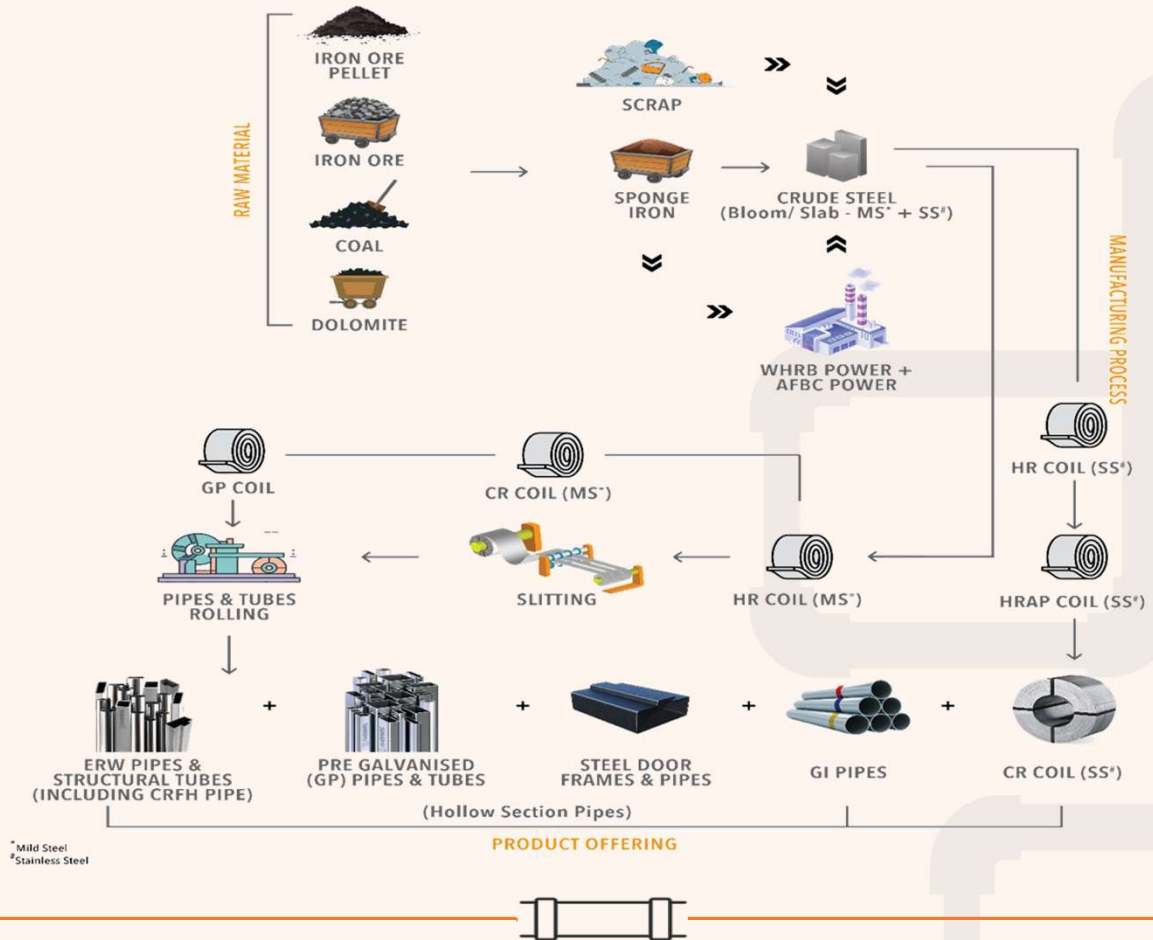 RAW MATERIAL
IRON ORE
PELLET
IRON ORE
COAL
DOLOMITE
SCRAP
SPONGE
IRON
CRUDE STEEL
(Bloom/ Slab - MS* + SS#)
WHRB POWER +
AFBC POWER
MANUFACTURING PROCESS
HR COIL (SS#)
HRAP COIL (SS#)
GP COIL
CR COIL (MS*)
PIPES & TUBES
ROLLING
SLITTING
HR COIL (MS*)
ERW PIPES &
STRUCTURAL TUBES
(INCLUDING CRFH PIPE)
+
PRE GALVANISED
(GP) PIPES & TUBES
+
STEEL DOOR
FRAMES & PIPES
+
GI PIPES
+
CR COIL (SS#)
(Hollow Section Pipes)
PRODUCT OFFERING
*Mild Steel
#Stainless Steel